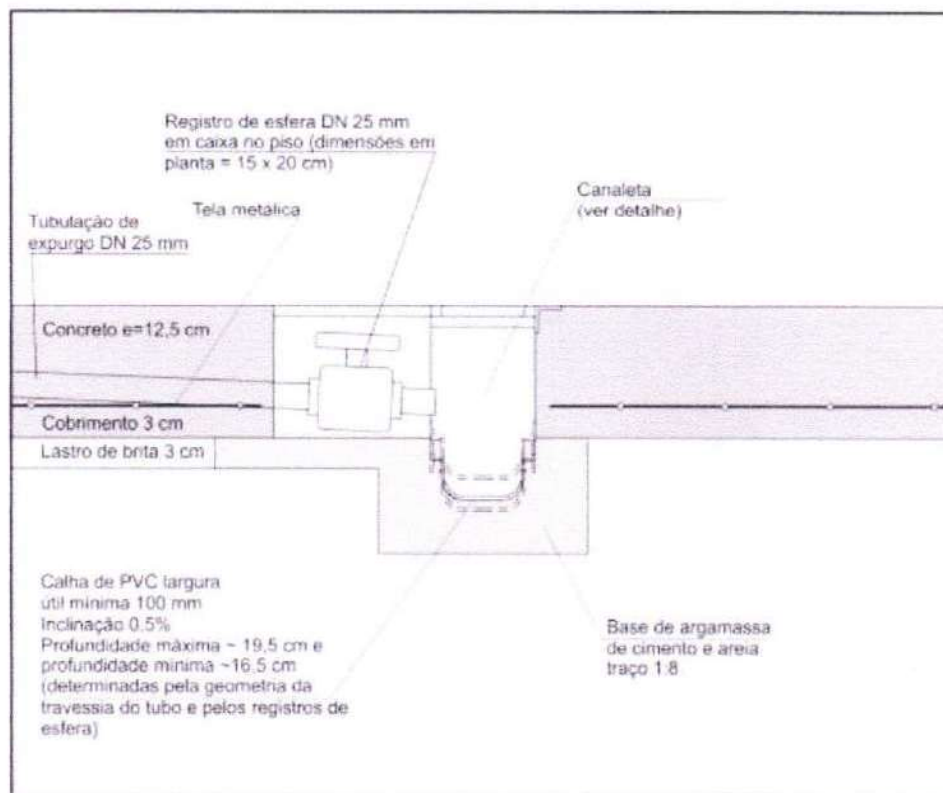 Registro de esfera DN 25 mm
em caixa no piso (dimensões em
planta = 15 x 20 cm)
Canaleta
(ver detalhe)
Tela metálica
Tubulação de
expurgo DN 25 mm
Concreto e=12,5 cm
Cobrimento 3 cm
Lastro de brita 3 cm
Calha de PVC largura
útil mínima 100 mm
Inclinação 0,5%
Profundidade máxima ~ 19,5 cm e
profundidade mínima ~16,5 cm
(determinadas pela geometria da
travessia do tubo e pelos registros de
esfera)
Base de argamassa
de cimento e areia
traço 1:8